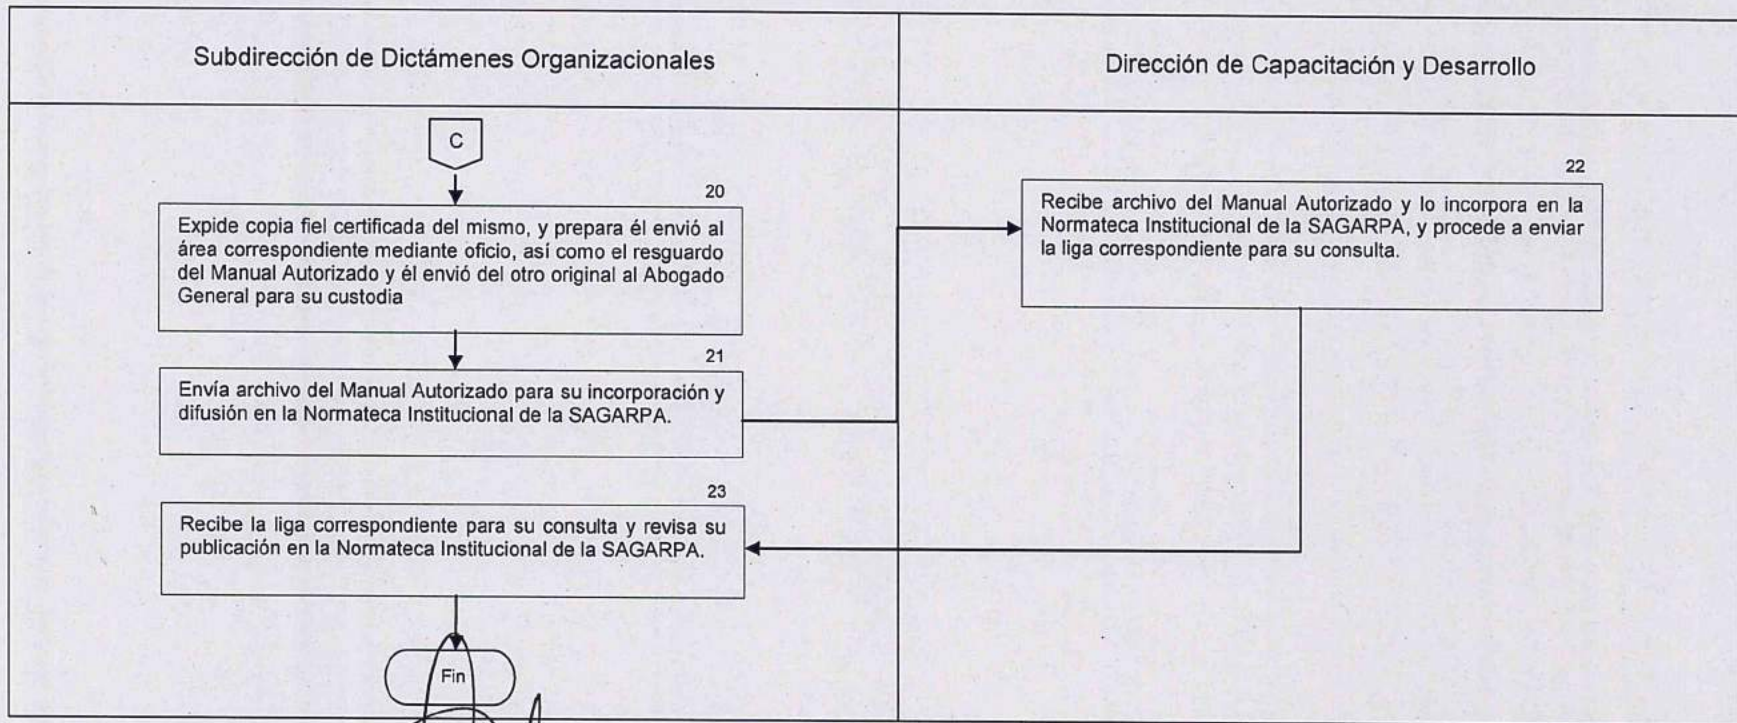 Subdirección de Dictámenes Organizacionales
Dirección de Capacitación y Desarrollo
C
20
Expide copia fiel certificada del mismo, y prepara él envió al
área correspondiente mediante oficio, así como el resguardo
del Manual Autorizado y él envió del otro original al Abogado
General para su custodia
21
Envía archivo del Manual Autorizado para su incorporación y
difusión en la Normateca Institucional de la SAGARPA.
22
Recibe archivo del Manual Autorizado y lo incorpora en la
Normateca Institucional de la SAGARPA, y procede a enviar
la liga correspondiente para su consulta.
23
Recibe la liga correspondiente para su consulta y revisa su
publicación en la Normateca Institucional de la SAGARPA.
Fin